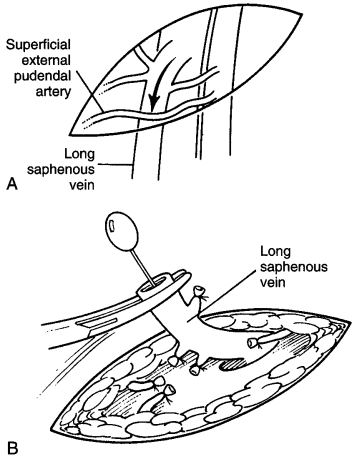 Superficial
external
pudendal
artery
Long
saphenous
vein
A
Long
saphenous
vein
B